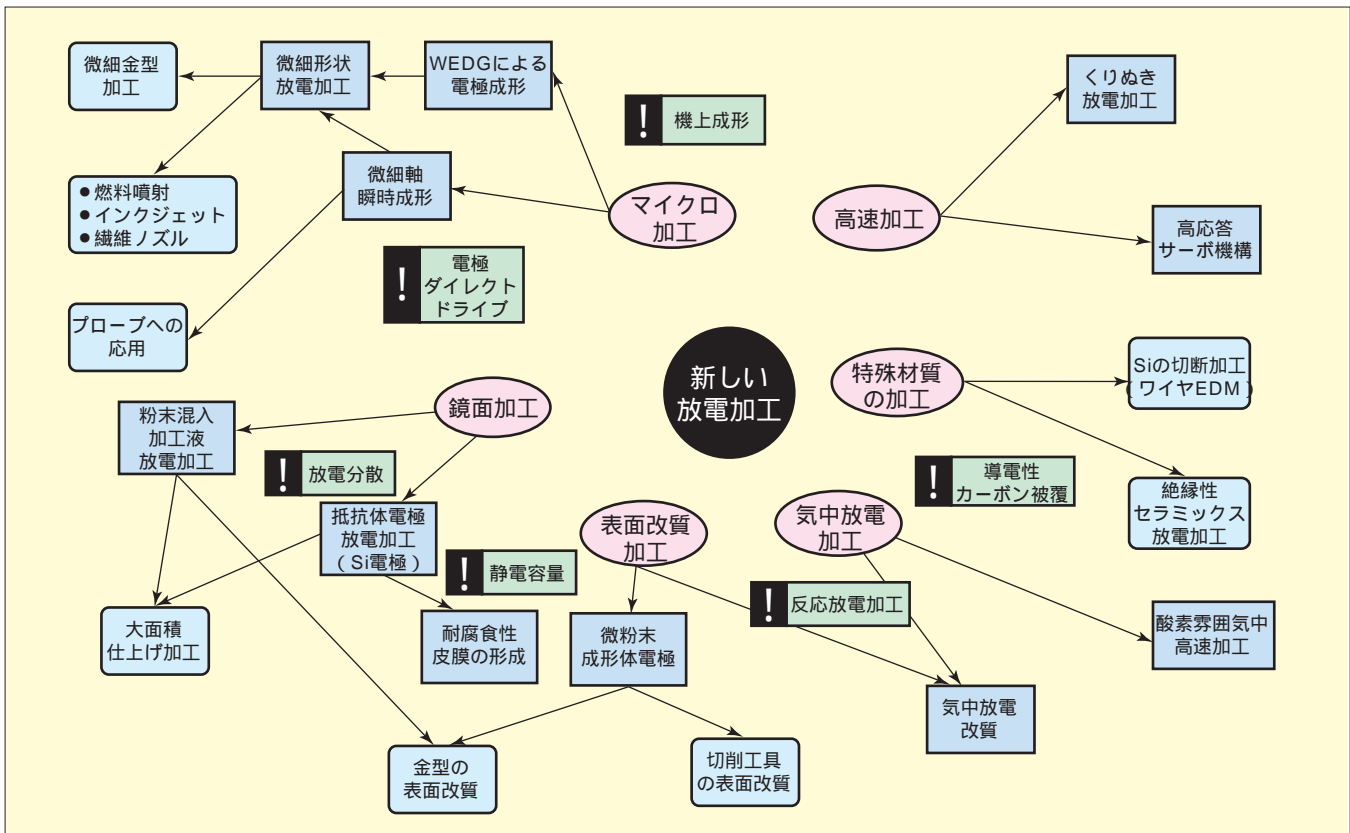 微細金型
加工
微細形状
放電加工
WEDGによる
電極成形
! 機上成形
くりぬき
放電加工
● 燃料噴射
● インクジェット
● 繊維ノズル
微細軸
瞬時成形
マイクロ
加工
高速加工
高応答
サーボ機構
! 電極
ダイレクト
ドライブ
プローブへの
応用
新しい
放電加工
特殊材質
の加工
Siの切断加工
(ワイヤEDM)
鏡面加工
粉末混入
加工液
放電加工
! 放電分散
! 導電性
カーボン被覆
絶縁性
セラミックス
放電加工
抵抗体電極
放電加工
(Si電極)
表面改質
加工
気中放電
加工
! 静電容量
! 反応放電加工
大面積
仕上げ加工
耐腐食性
皮膜の形成
微粉末
成形体電極
酸素雰囲気中
高速加工
気中放電
改質
金型の
表面改質
切削工具
の表面改質